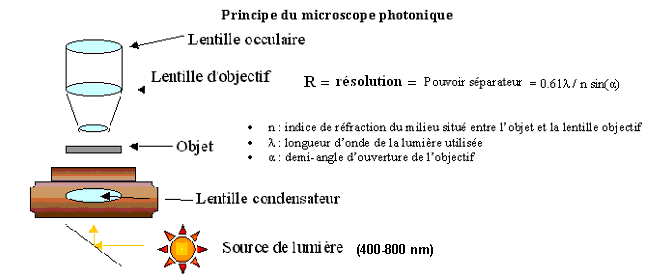 Principe du microscope photonique
Lentille occulaire
Lentille d'objectif
R = résolution = Pouvoir séparateur = 0.61λ / n sin(α)
• n : indice de réfraction du milieu situé entre l'objet et la lentille objectif
• λ : longueur d'onde de la lumière utilisée
• α : demi-angle d'ouverture de l'objectif
Objet
Lentille condensateur
Source de lumière (400-800 nm)